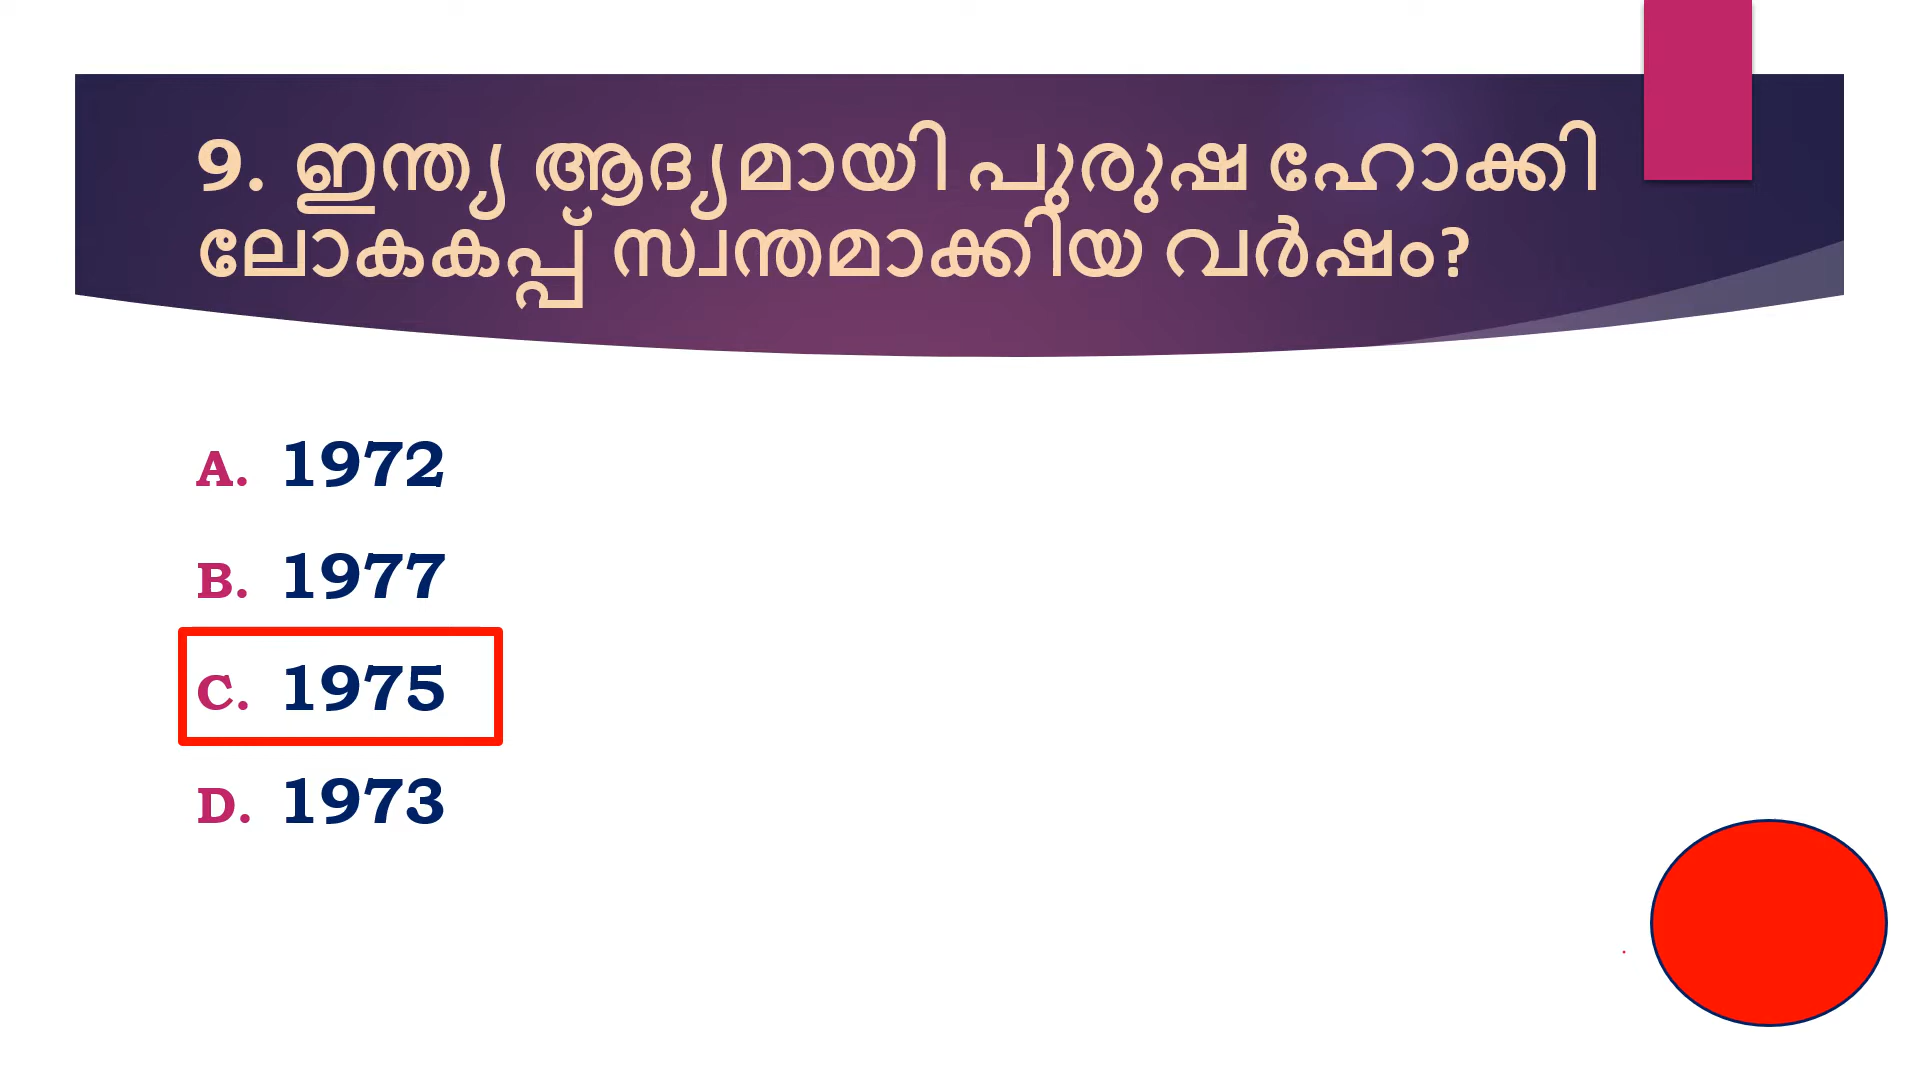 9. ഇന്ത്യ ആദ്യമായി പുരുഷ ഹോക്കി
ലോകകപ്പ് സ്വന്തമാക്കിയ വർഷം?
A. 1972
B. 1977
C. 1975
D. 1973